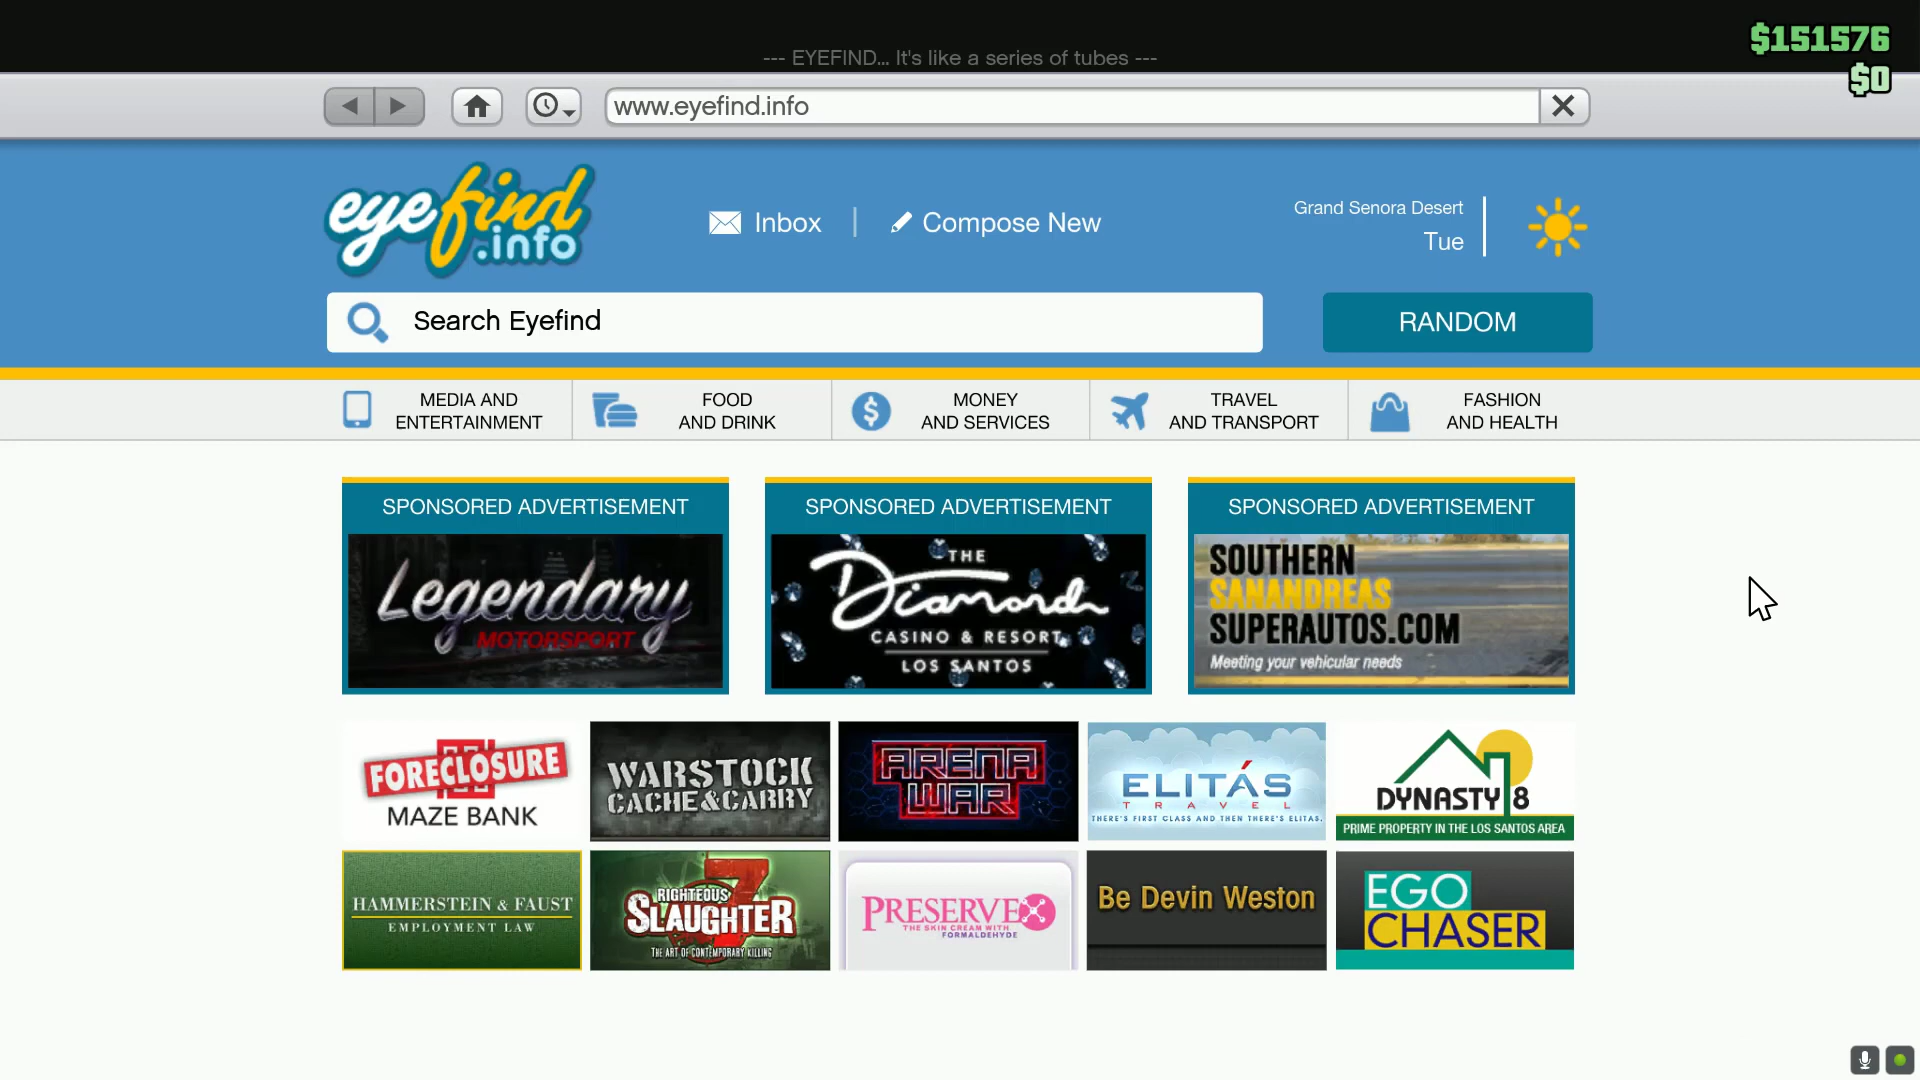 $151576
--- EYEFIND... It's like a series of tubes ---
$0
www.eyefind.info
eyefind
.info
Inbox
Compose New
Grand Senora Desert
Tue
Search Eyefind
RANDOM
MEDIA AND
ENTERTAINMENT
FOOD
AND DRINK
MONEY
AND SERVICES
TRAVEL
AND TRANSPORT
FASHION
AND HEALTH
SPONSORED ADVERTISEMENT
Legendary
MOTORSPORT
SPONSORED ADVERTISEMENT
THE
Diamond
CASINO & RESORT
LOS SANTOS
SPONSORED ADVERTISEMENT
SOUTHERN
SANANDREAS
SUPERAUTOS.COM
Meeting your vehicular needs
FORECLOSURE
MAZE BANK
WARSTOCK
CACHE&CARRY
ARENA
WAR
ELITÁS
TRAVEL
THERE'S FIRST CLASS AND THEN THERE'S ELITAS.
DYNASTY 8
PRIME PROPERTY IN THE LOS SANTOS AREA
HAMMERSTEIN & FAUST
EMPLOYMENT LAW
RIGHTEOUS
SLAUGHTER
7
THE ART OF CONTEMPORARY KILLING
PRESERVEX
THE SKIN CREAM WITH
FORMALDEHYDE
Be Devin Weston
EGO
CHASER